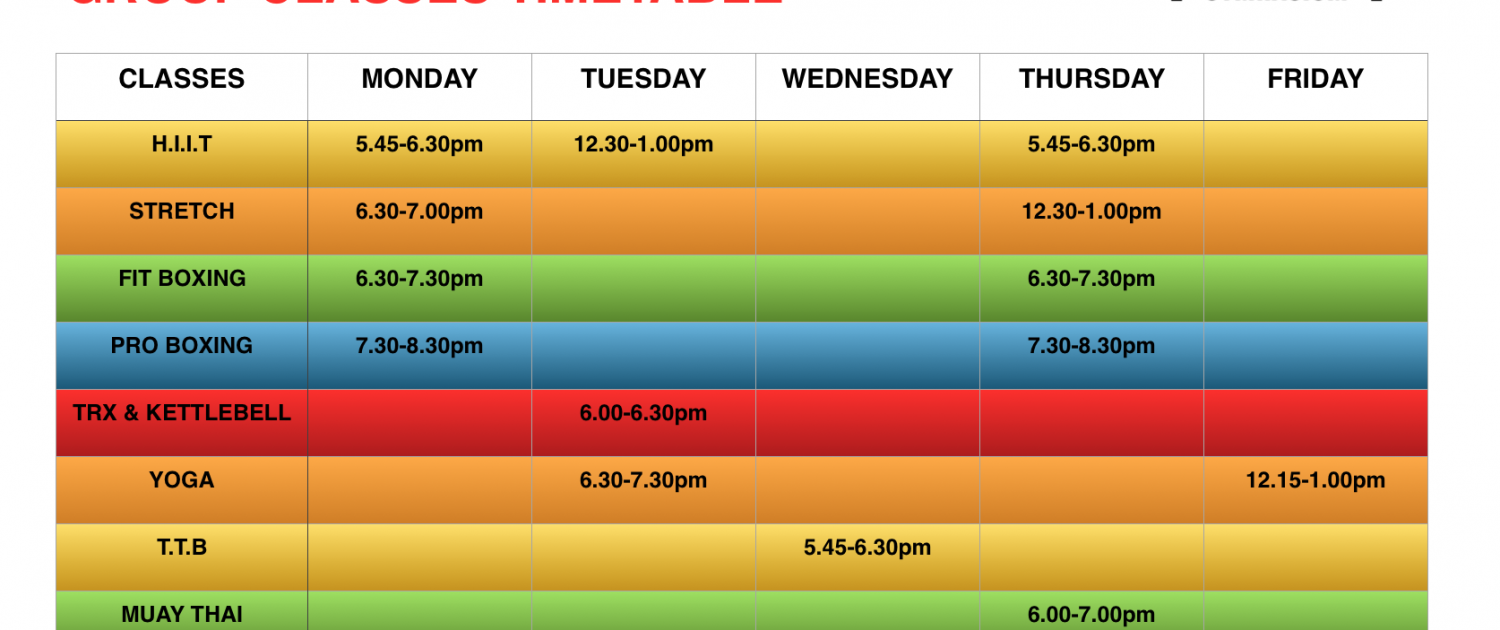 GROUP CLASSES TIMETABLE
CLASSES MONDAY TUESDAY WEDNESDAY THURSDAY FRIDAY
H.I.I.T 5.45-6.30pm 12.30-1.00pm 5.45-6.30pm
STRETCH 6.30-7.00pm 12.30-1.00pm
FIT BOXING 6.30-7.30pm 6.30-7.30pm
PRO BOXING 7.30-8.30pm 7.30-8.30pm
TRX & KETTLEBELL 6.00-6.30pm
YOGA 6.30-7.30pm 12.15-1.00pm
T.T.B 5.45-6.30pm
MUAY THAI 6.00-7.00pm